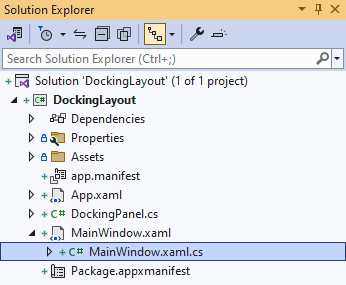 Solution Explorer
Search Solution Explorer (Ctrl+;)
Solution 'DockingLayout' (1 of 1 project)
C# DockingLayout
Dependencies
Properties
Assets
app.manifest
App.xaml
C# DockingPanel.cs
MainWindow.xaml
C# MainWindow.xaml.cs
Package.appxmanifest